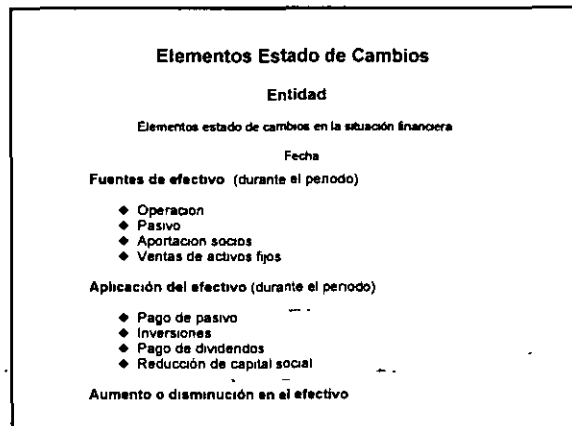 Elementos Estado de Cambios
Entidad
Elementos estado de cambios en la situación financiera
Fecha
Fuentes de efectivo (durante el periodo)
◆ Operacion
◆ Pasivo
◆ Aportacion socios
◆ Ventas de activos fijos
Aplicación del efectivo (durante el periodo)
◆ Pago de pasivo
◆ Inversiones
◆ Pago de dividendos
◆ Reducción de capital social
Aumento o disminución en el efectivo